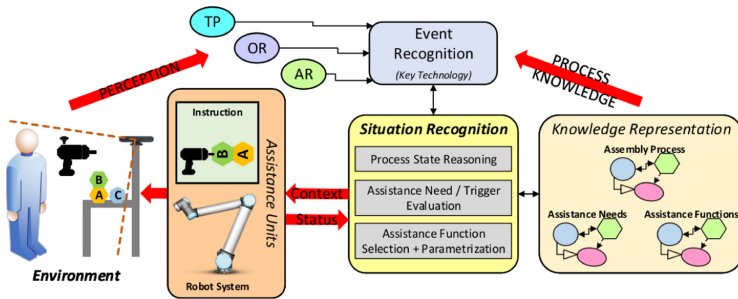 TP
OR
AR
Event
Recognition
(Key Technology)
PERCEPTION
PROCESS
KNOWLEDGE
Instruction
B
A
Assistance Units
Robot System
Context
Status
Situation Recognition
Process State Reasoning
Assistance Need / Trigger
Evaluation
Assistance Function
Selection + Parametrization
Knowledge Representation
Assembly Process
Assistance Needs
Assistance Functions
B
A
C
Environment